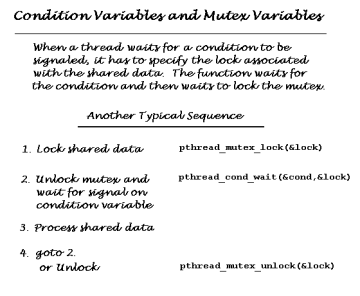 Condition Variables and Mutex Variables
When a thread waits for a condition to be
signaled, it has to specify the lock associated
with the shared data. The function waits for
the condition and then waits to lock the mutex.
Another Typical Sequence
1. Lock shared data pthread_mutex_lock(&lock)
2. Unlock mutex and pthread_cond_wait(&cond,&lock)
wait for signal on
condition variable
3. Process shared data
4. goto 2.
or Unlock pthread_mutex_unlock(&lock)